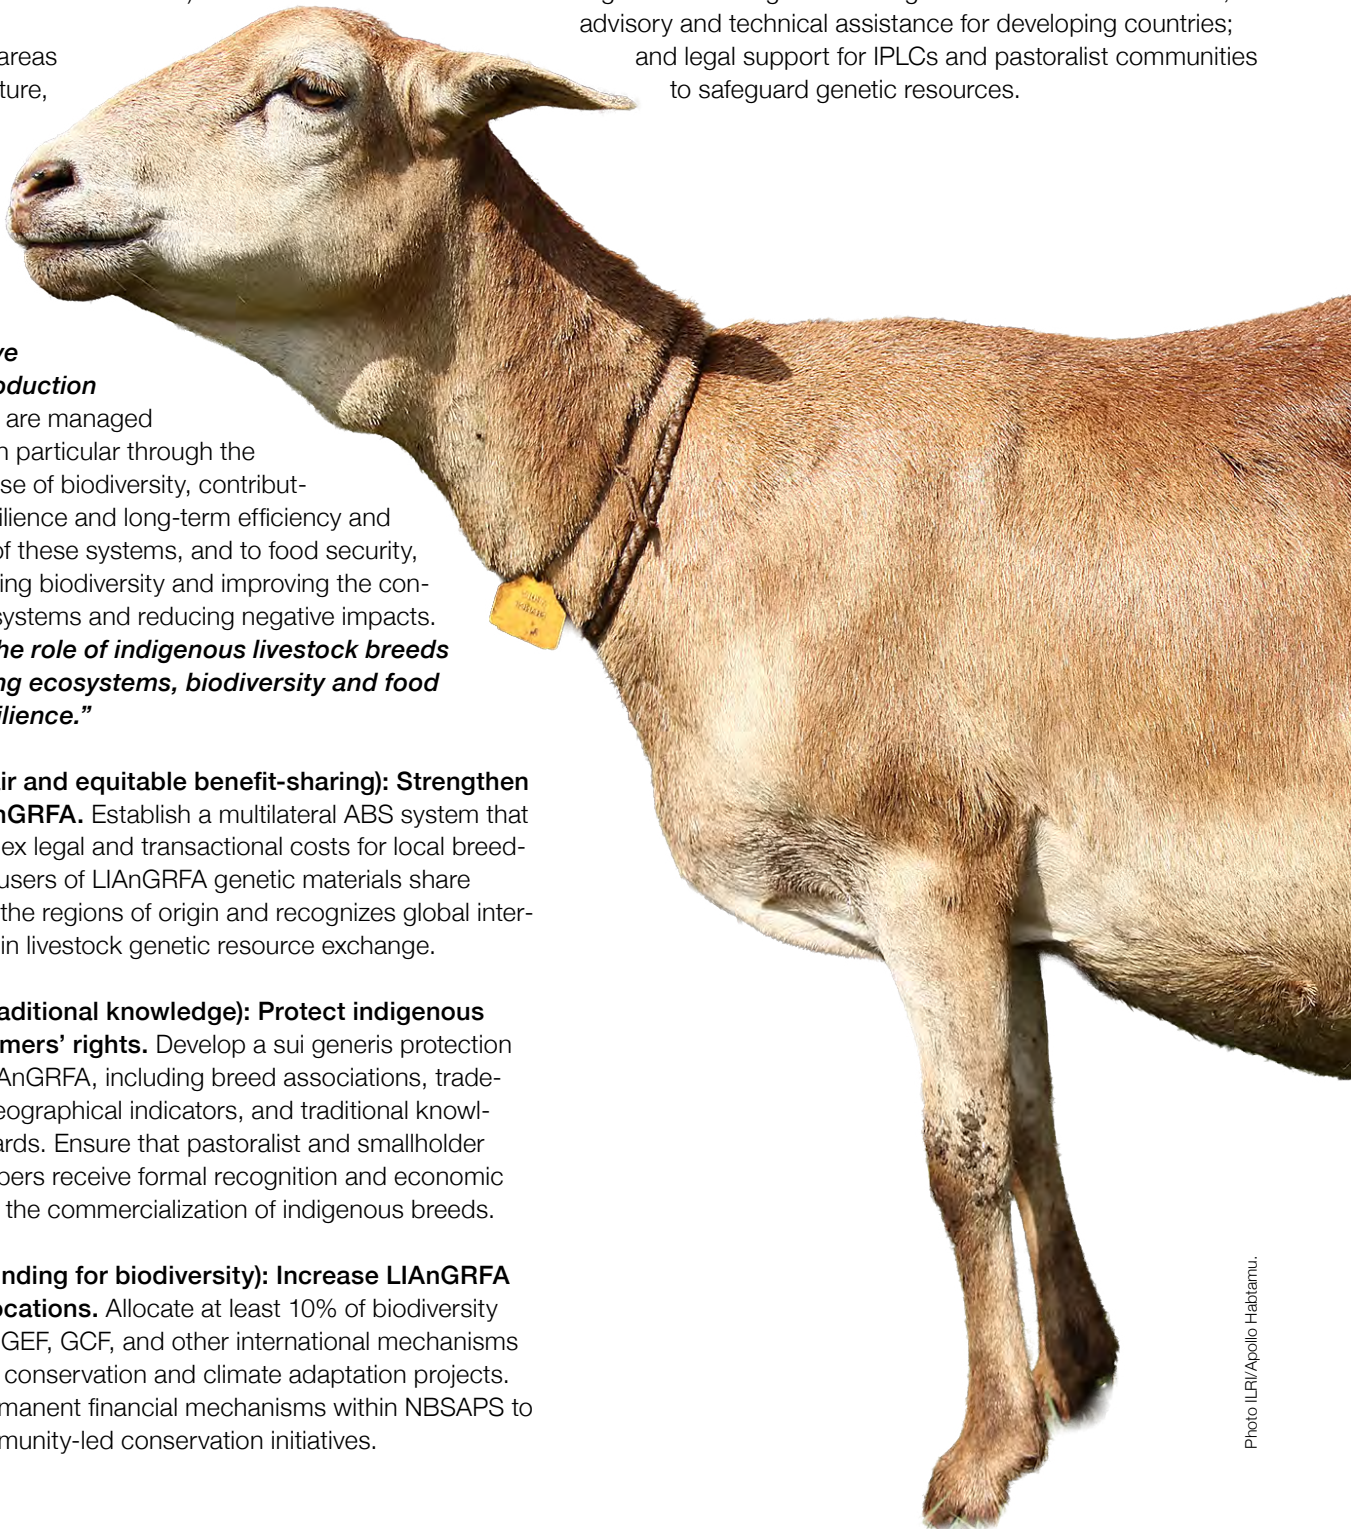 areas
ture,
ve
oduction
are managed
n particular through the
se of biodiversity, contribut-
ilience and long-term efficiency and
of these systems, and to food security,
ing biodiversity and improving the con-
systems and reducing negative impacts.
he role of indigenous livestock breeds
ng ecosystems, biodiversity and food
ilience.”
ir and equitable benefit-sharing): Strengthen
nGRFA. Establish a multilateral ABS system that
ex legal and transactional costs for local breed-
users of LIAnGRFA genetic materials share
the regions of origin and recognizes global inter-
in livestock genetic resource exchange.
aditional knowledge): Protect indigenous
mers’ rights. Develop a sui generis protection
AnGRFA, including breed associations, trade-
eographical indicators, and traditional knowl-
ards. Ensure that pastoralist and smallholder
pers receive formal recognition and economic
the commercialization of indigenous breeds.
nding for biodiversity): Increase LIAnGRFA
ocations. Allocate at least 10% of biodiversity
GEF, GCF, and other international mechanisms
conservation and climate adaptation projects.
rmanent financial mechanisms within NBSAPS to
munity-led conservation initiatives.
advisory and technical assistance for developing countries;
and legal support for IPLCs and pastoralist communities
to safeguard genetic resources.
Photo ILRI/Apollo Habtamu.